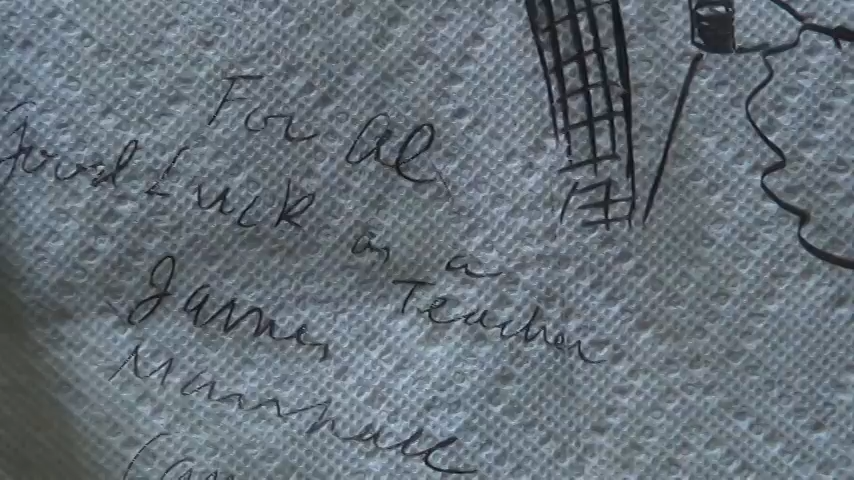 For Al,
Good Luck as a
Teacher
James
Marshall